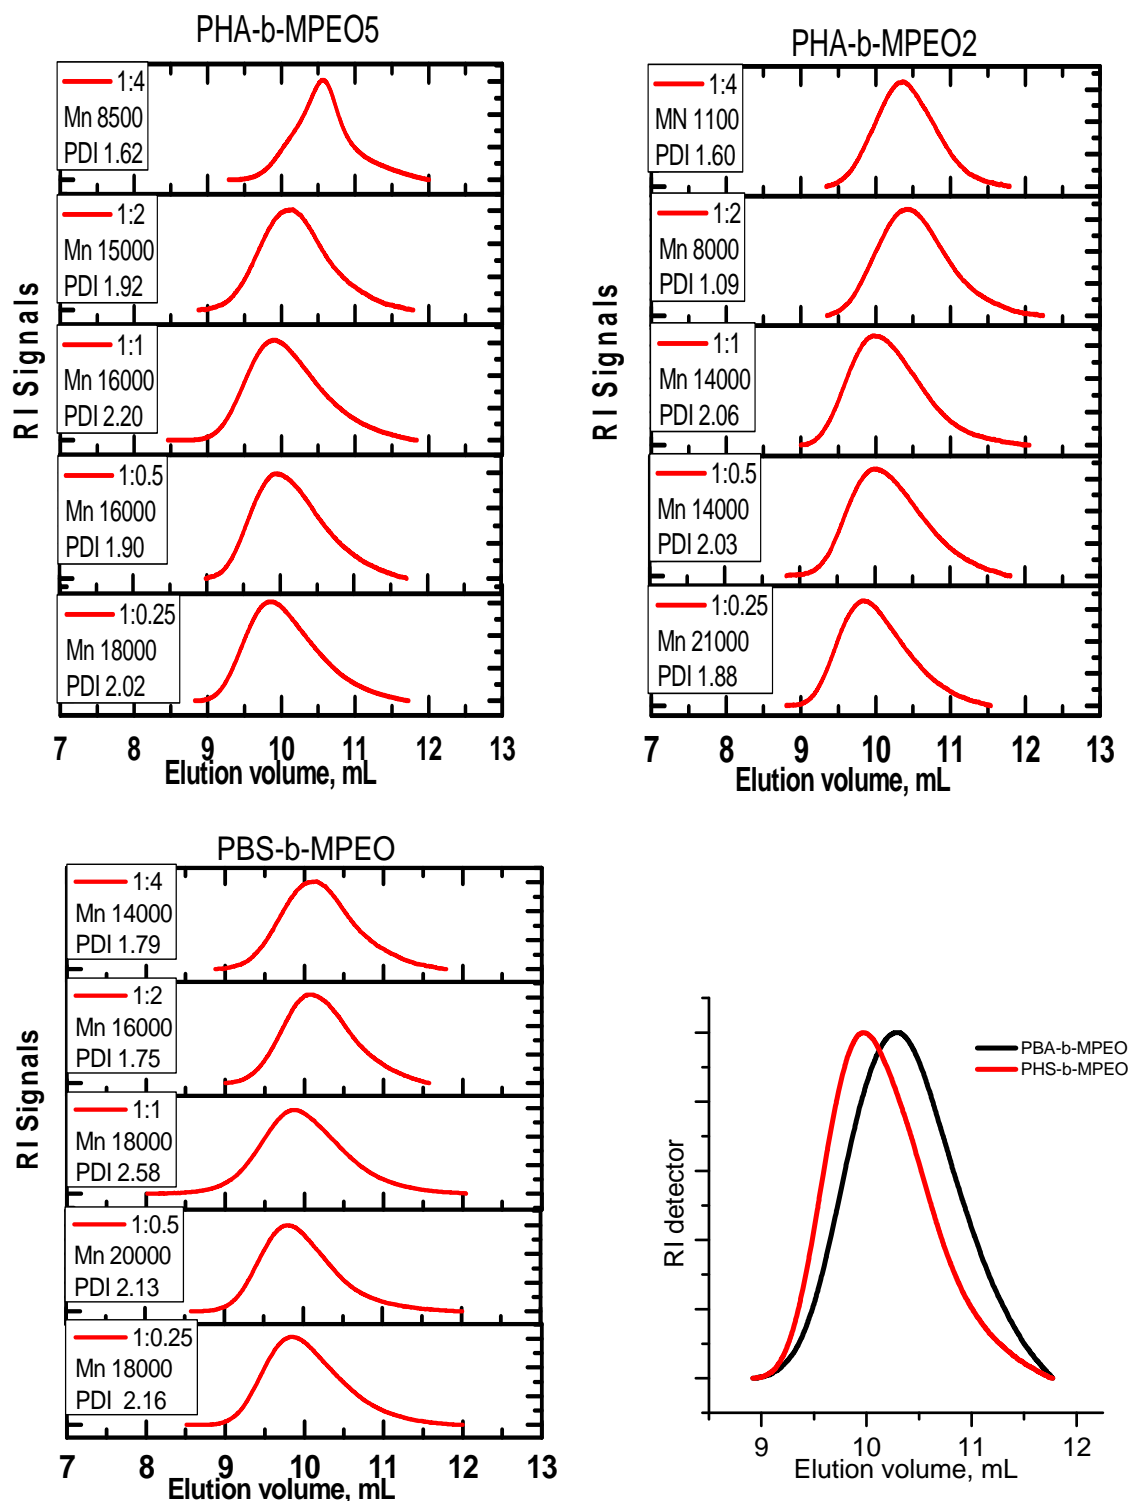 PHA-b-MPEO5
1:4
Mn 8500
PDI 1.62
1:2
Mn 15000
PDI 1.92
1:1
Mn 16000
PDI 2.20
1:0.5
Mn 16000
PDI 1.90
1:0.25
Mn 18000
PDI 2.02
RI Signals
7 8 9 10 11 12 13
Elution volume, mL
PHA-b-MPEO2
1:4
MN 1100
PDI 1.60
1:2
Mn 8000
PDI 1.09
1:1
Mn 14000
PDI 2.06
1:0.5
Mn 14000
PDI 2.03
1:0.25
Mn 21000
PDI 1.88
RI Signals
7 8 9 10 11 12 13
Elution volume, mL
PBS-b-MPEO
1:4
Mn 14000
PDI 1.79
1:2
Mn 16000
PDI 1.75
1:1
Mn 18000
PDI 2.58
1:0.5
Mn 20000
PDI 2.13
1:0.25
Mn 18000
PDI 2.16
RI Signals
7 8 9 10 11 12 13
Elution volume, mL
PBA-b-MPEO
PHS-b-MPEO
RI detector
9 10 11 12
Elution volume, mL